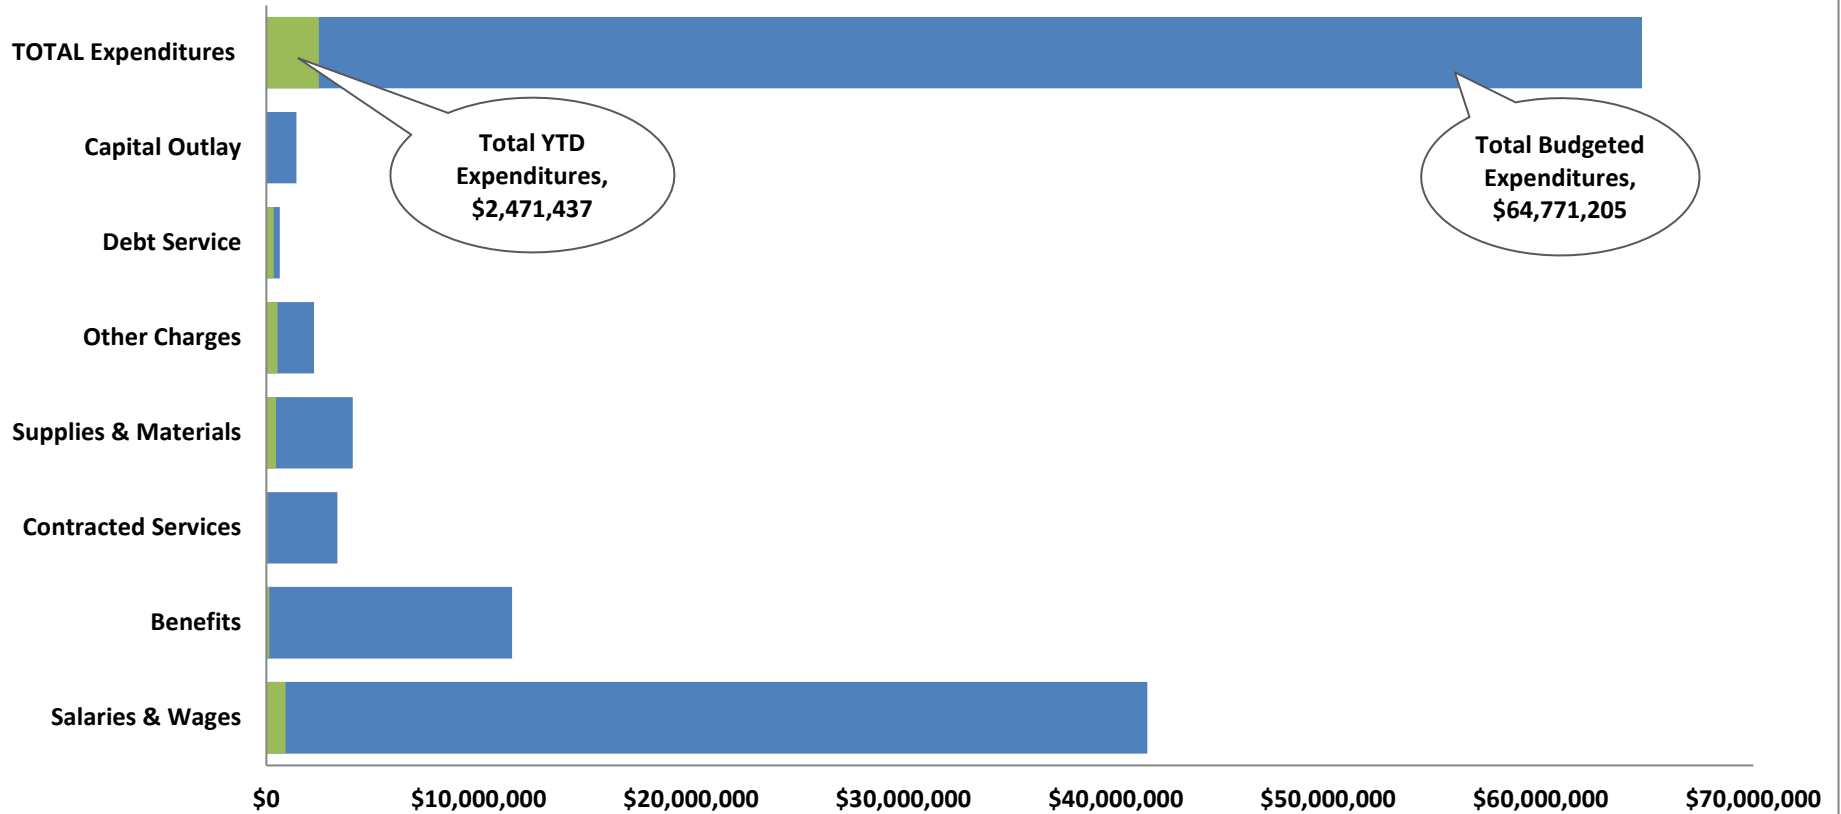 TOTAL Expenditures
Capital Outlay
Debt Service
Other Charges
Supplies & Materials
Contracted Services
Benefits
Salaries & Wages
Total YTD
Expenditures,
$2,471,437
Total Budgeted
Expenditures,
$64,771,205
$0
$10,000,000
$20,000,000
$30,000,000
$40,000,000
$50,000,000
$60,000,000
$70,000,000